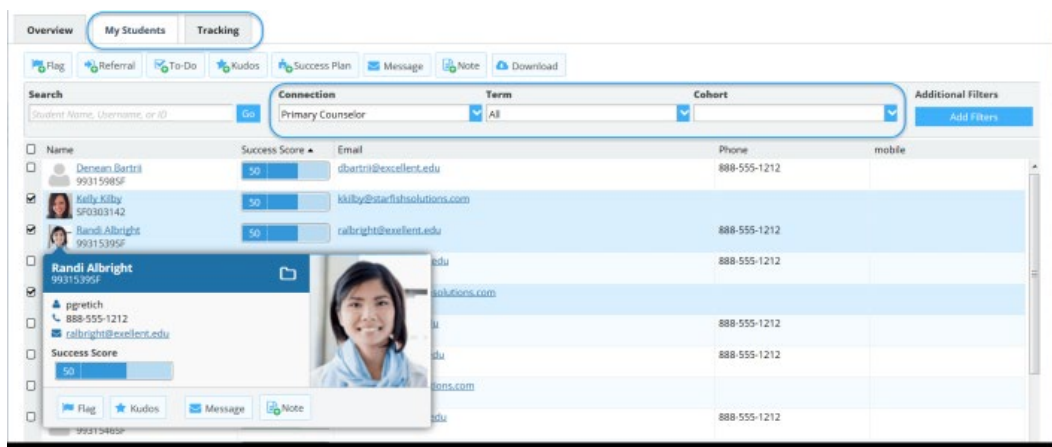 Overview My Students Tracking
Flag Referral To-Do Kudos Success Plan Message Note Download
Search Connection Term Cohort Additional Filters
Student Name, Username, or ID Go Primary Counselor All Add Filters
Name Success Score Email Phone mobile
Denean Bartrii 50 dbartrii@excellent.edu 888-555-1212
9931598SF
Kelly Kilby 50 kkilby@starfishsolutions.com
SF0303142
Randi Albright 50 ralbright@exellent.edu 888-555-1212
9931539SF
edu 888-555-1212
Randi Albright
9931539SF
solutions.com
pgretich
888-555-1212 888-555-1212
ralbright@exellent.edu
Success Score du 888-555-1212
50
ions.com
Flag Kudos Message Note edu 888-555-1212
9931546SF